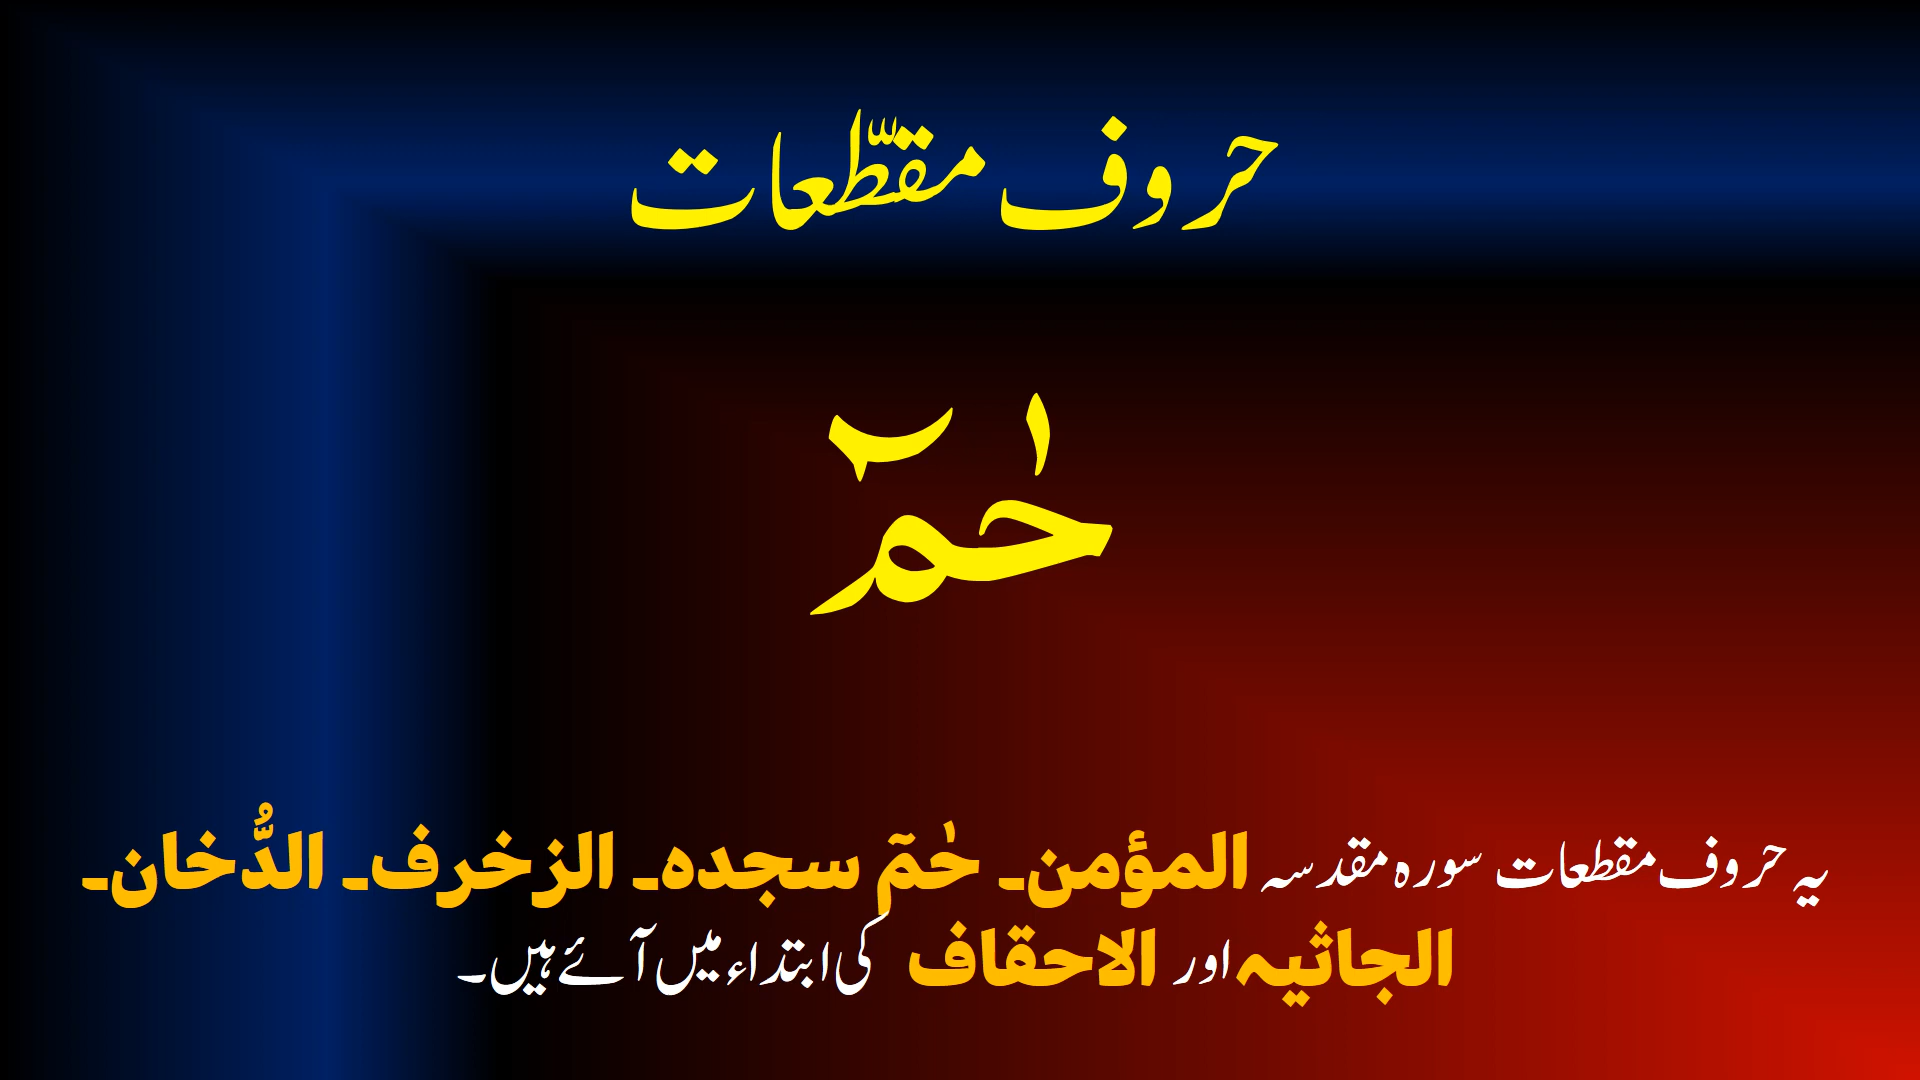 حروف مقطّعات
حٰمٓ
یہ حروف مقطعات سورہ مقدسہ المؤمن۔ حٰمٓ سجدہ۔ الزخرف۔ الدُّخان۔
الجاثیہ اور الاحقاف کی ابتداء میں آئے ہیں۔